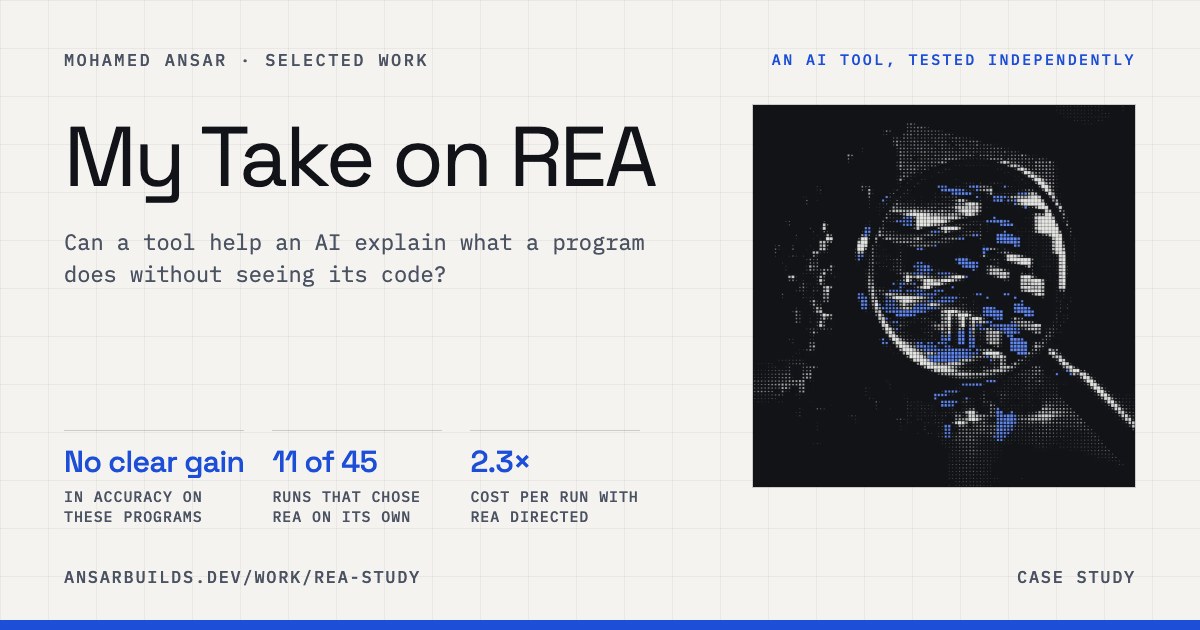 MOHAMED ANSAR · SELECTED WORK
AN AI TOOL, TESTED INDEPENDENTLY
My Take on REA
Can a tool help an AI explain what a program
does without seeing its code?
No clear gain
IN ACCURACY ON
THESE PROGRAMS
11 of 45
RUNS THAT CHOSE
REA ON ITS OWN
2.3×
COST PER RUN WITH
REA DIRECTED
ANSARBUILDS.DEV/WORK/REA-STUDY
CASE STUDY